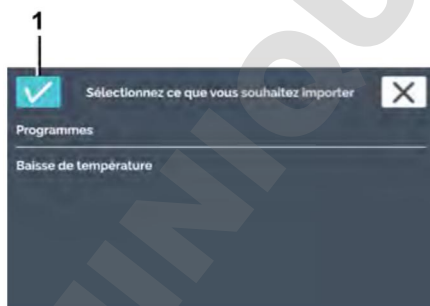 1
Sélectionnez ce que vous souhaitez importer
Programmes
Baisse de température